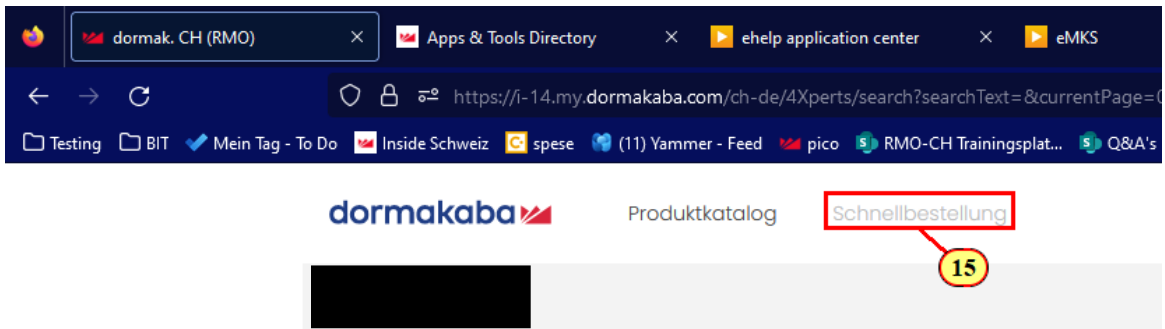 dormak. CH (RMO) Apps & Tools Directory ehelp application center eMKS
https://i-14.my.dormakaba.com/ch-de/4Xperts/search?searchText=&currentPage=0
Testing BIT Mein Tag - To Do Inside Schweiz spese (11) Yammer - Feed pico RMO-CH Trainingsplat... Q&A's
dormakaba Produktkatalog Schnellbestellung
15